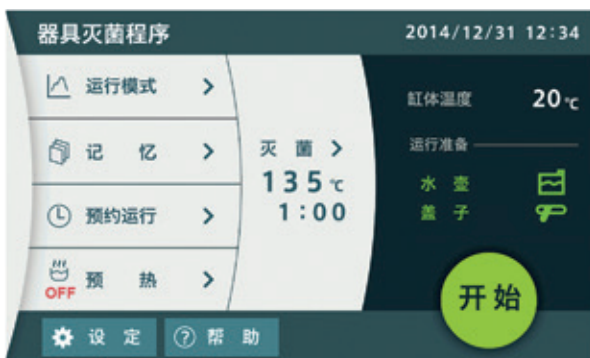 器具灭菌程序
2014/12/31 12:34
运行模式
记 忆
预约运行
OFF 预 热
灭 菌
135℃
1:00
缸体温度 20℃
运行准备
水 壶
盖 子
开始
设 定
? 帮 助